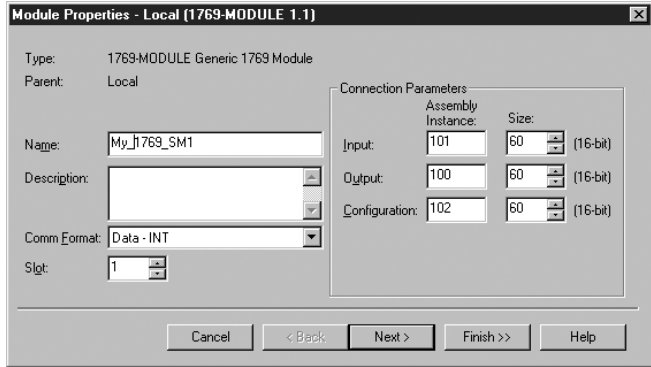 Module Properties - Local (1769-MODULE 1.1)
Type: 1769-MODULE Generic 1769 Module
Parent: Local
Connection Parameters
Assembly Instance: Size:
Name: My_1769_SM1
Input: 101 60 (16-bit)
Description:
Output: 100 60 (16-bit)
Configuration: 102 60 (16-bit)
Comm Format: Data - INT
Slot: 1
Cancel < Back Next > Finish >> Help